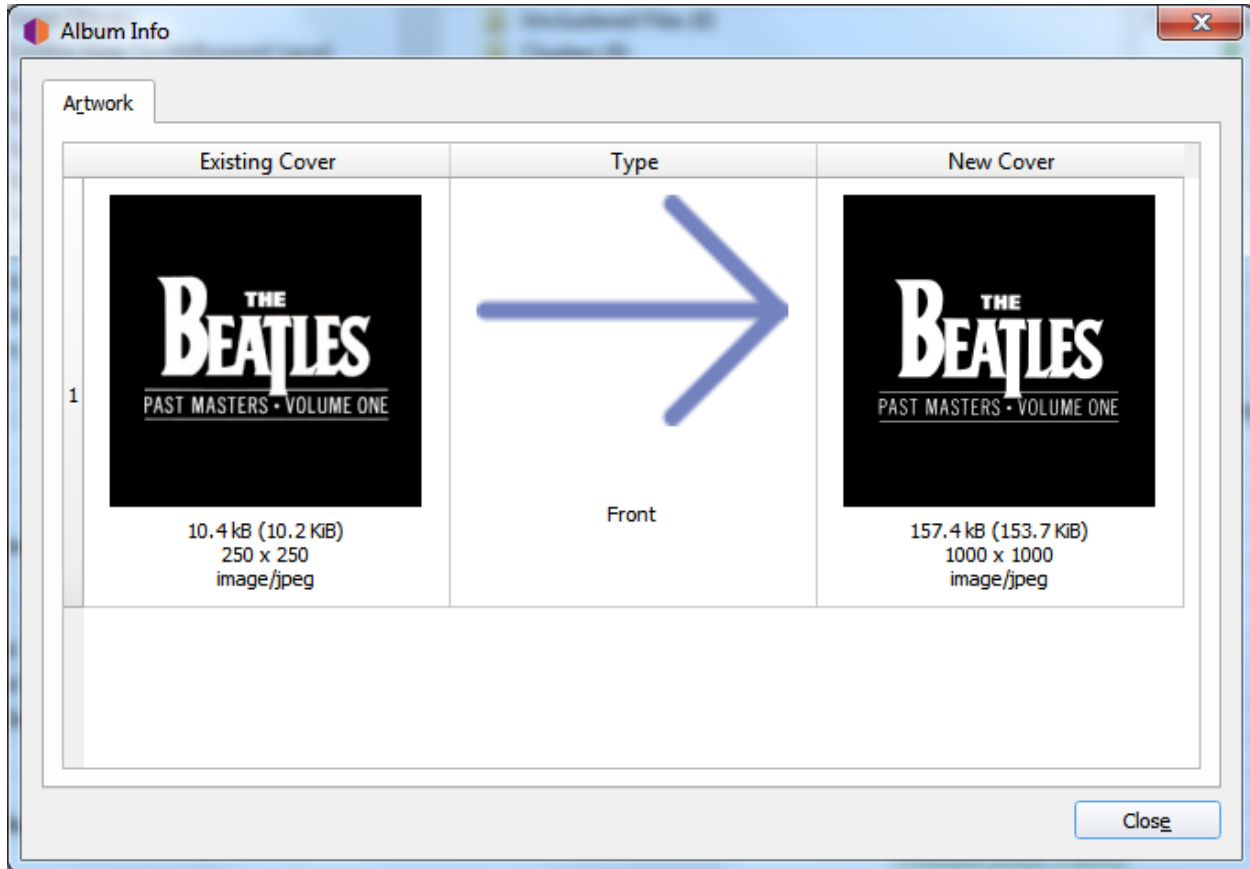 Album Info
Artwork
Existing Cover
Type
New Cover
1
THE
BEATLES
PAST MASTERS • VOLUME ONE
10.4 kB (10.2 KiB)
250 x 250
image/jpeg
Front
THE
BEATLES
PAST MASTERS • VOLUME ONE
157.4 kB (153.7 KiB)
1000 x 1000
image/jpeg
Close